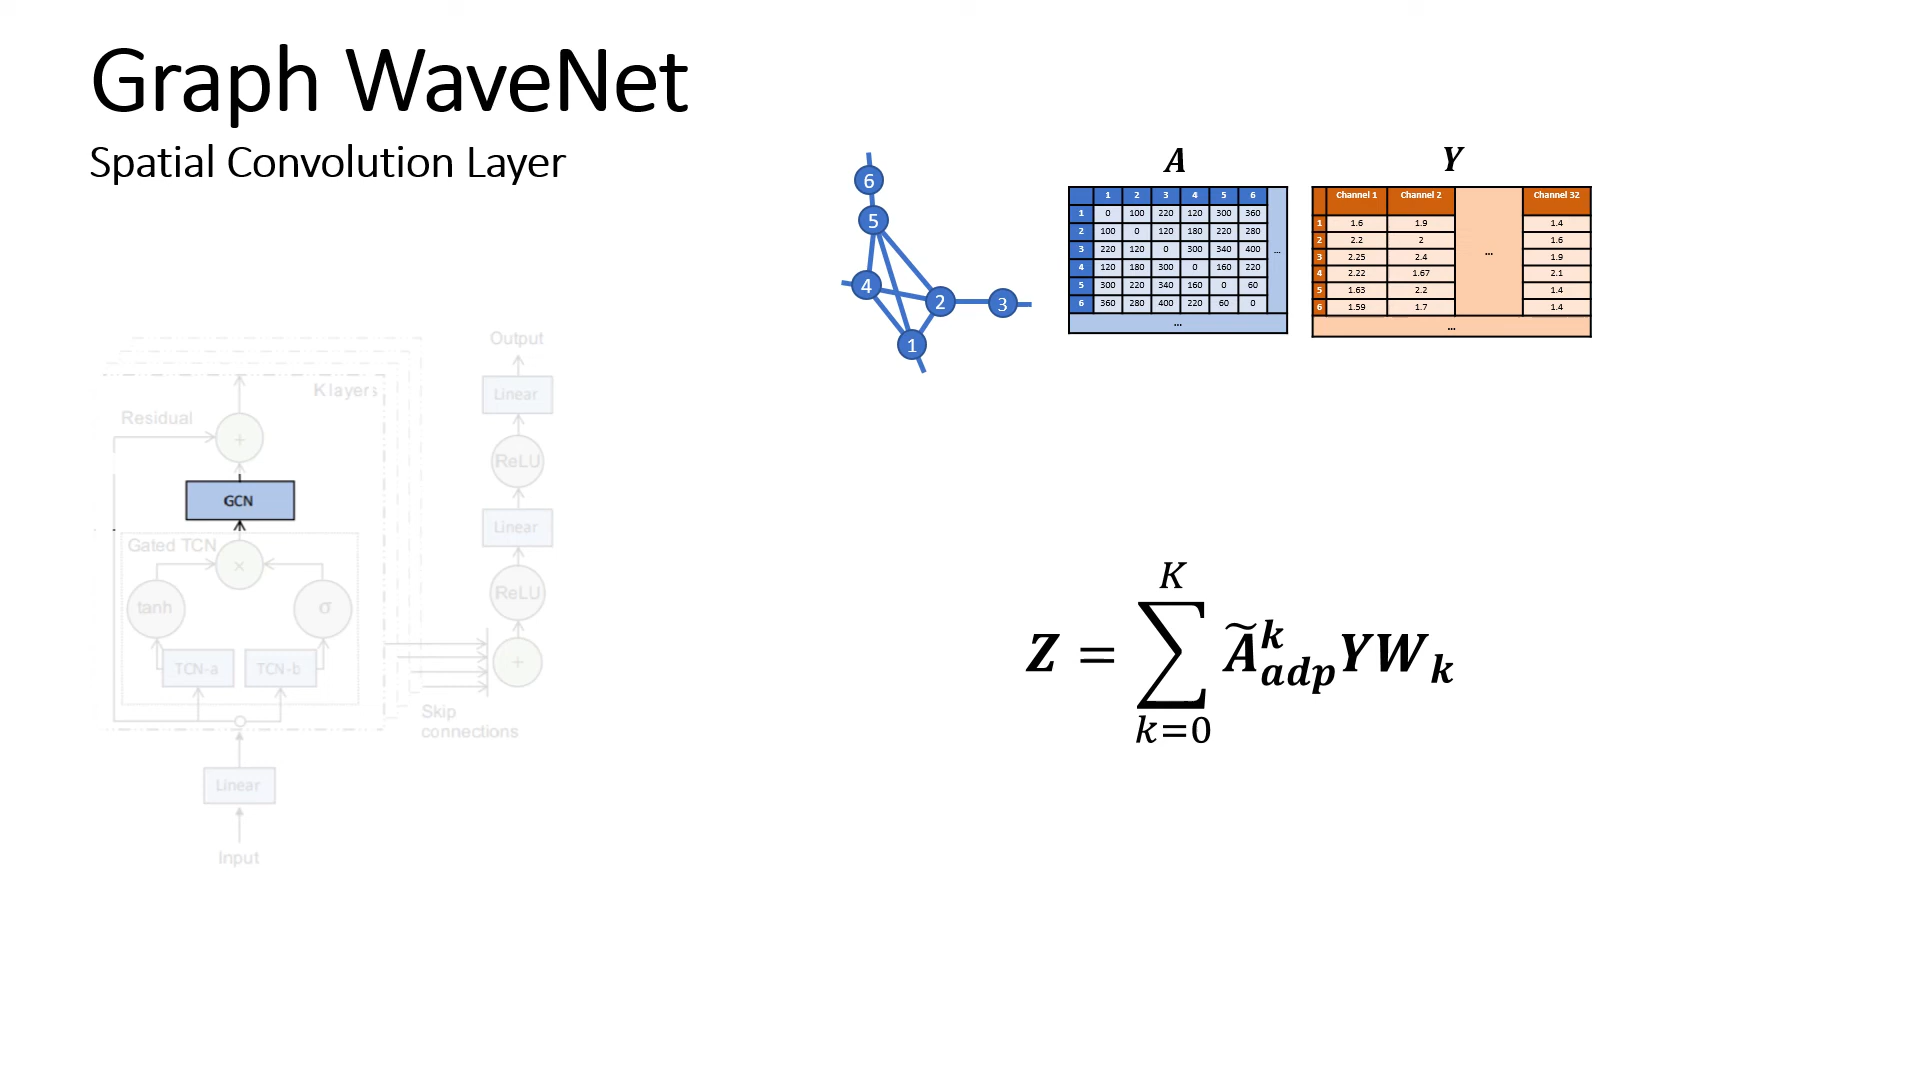 Graph WaveNet
Spatial Convolution Layer
6
5
4
2
3
1
A
1 2 3 4 5 6
1 0 100 220 120 300 360
2 100 0 120 180 220 280
3 220 120 0 300 340 400 ...
4 120 180 300 0 160 220
5 300 220 340 160 0 60
6 360 280 400 220 60 0
...
Y
Channel 1 Channel 2 Channel 32
1 1.6 1.9 1.4
2 2.2 2 1.6
3 2.25 2.4 ... 1.9
4 2.22 1.67 2.1
5 1.63 2.2 1.4
6 1.59 1.7 1.4
...
Output
Linear
ReLU
Linear
ReLU
+
K layers
Residual
+
GCN
Gated TCN
×
tanh
σ
TCN-a
TCN-b
Skip
connections
Linear
Input
Z = ∑_{k=0}^{K} Ã_{adp}^{k} Y W_k